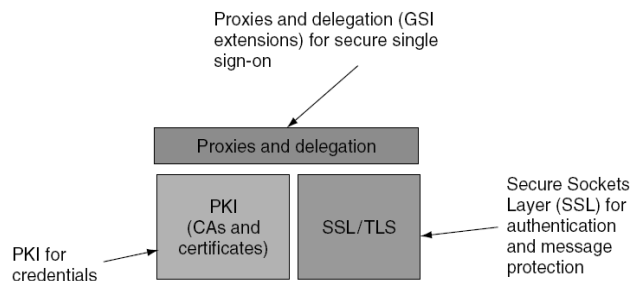 Proxies and delegation (GSI
extensions) for secure single
sign-on
Proxies and delegation
PKI
(CAs and
certificates)
SSL/TLS
Secure Sockets
Layer (SSL) for
authentication
and message
protection
PKI for
credentials